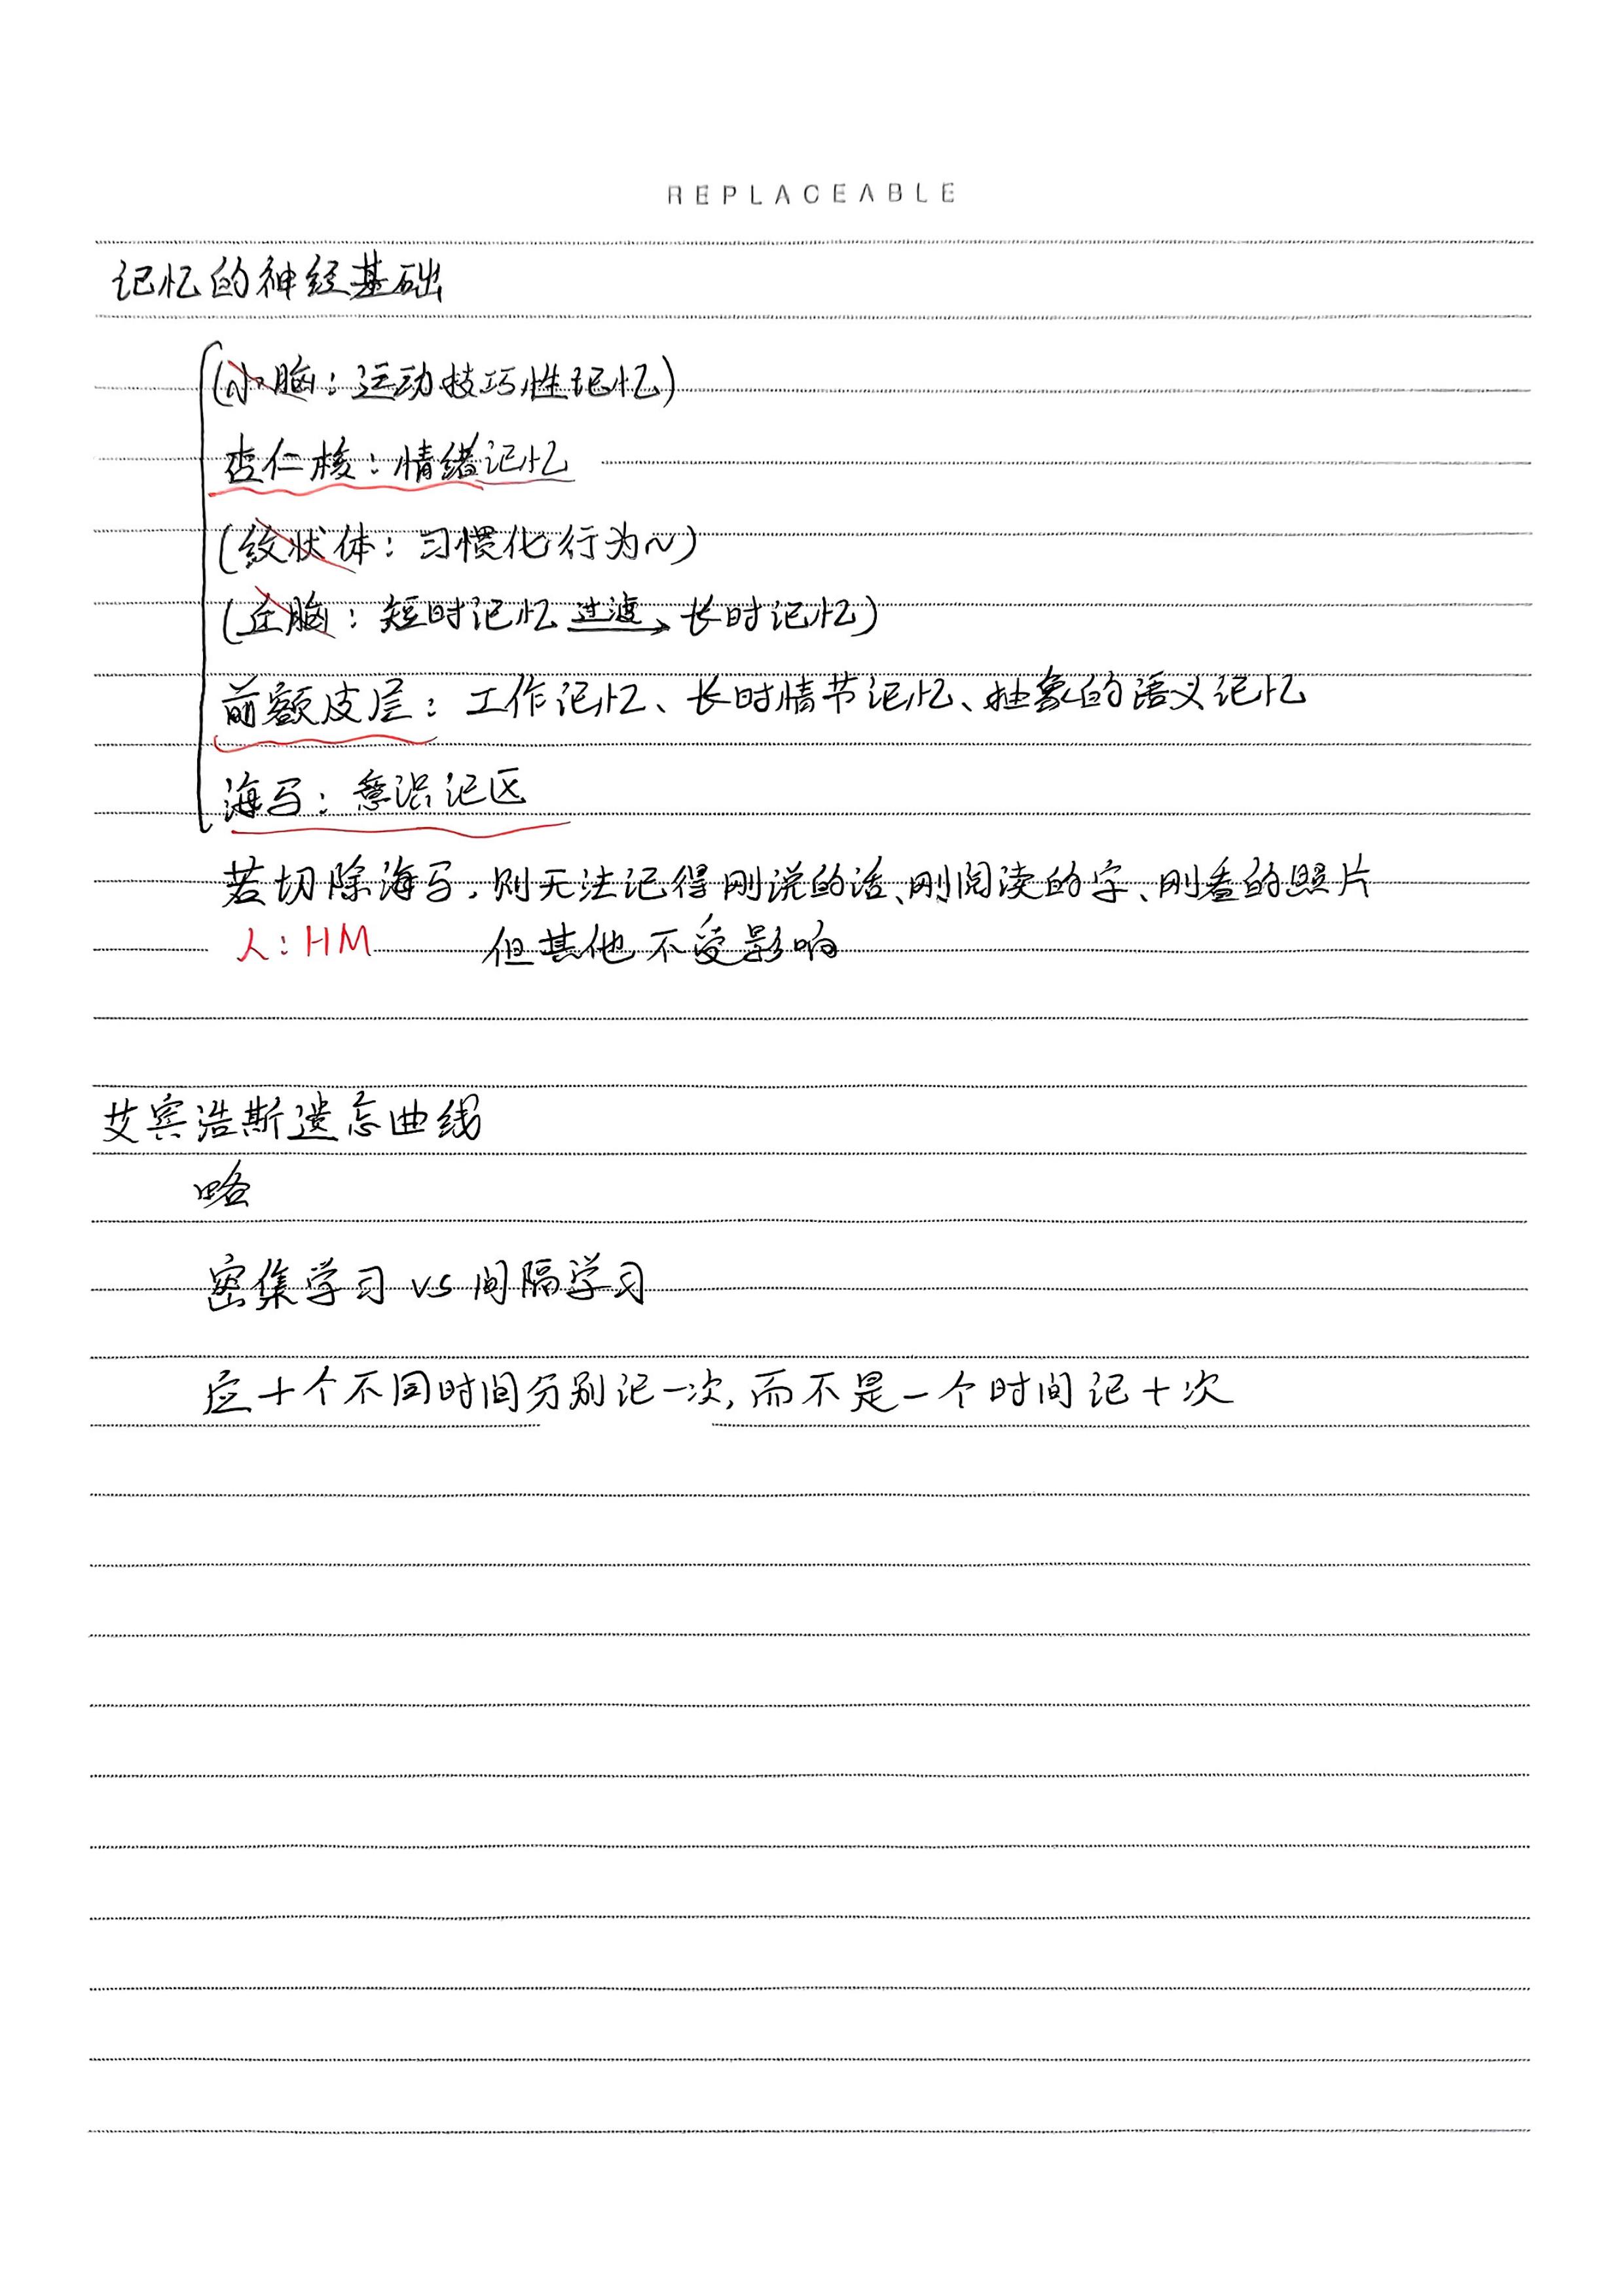 REPLACEABLE
记忆的神经基础
(小脑：运动技巧性记忆)
杏仁核：情绪记忆
(纹状体：习惯化行为~)
(左脑：短时记忆 过渡→ 长时记忆)
前额皮层：工作记忆、长时情节记忆、抽象的语义记忆
海马：意识记区
若切除海马，则无法记得刚说的话、刚阅读的字、刚看的照片
人：HM 但其他不受影响
艾宾浩斯遗忘曲线
略
密集学习 vs 间隔学习
应十个不同时间分别记一次，而不是一个时间记十次